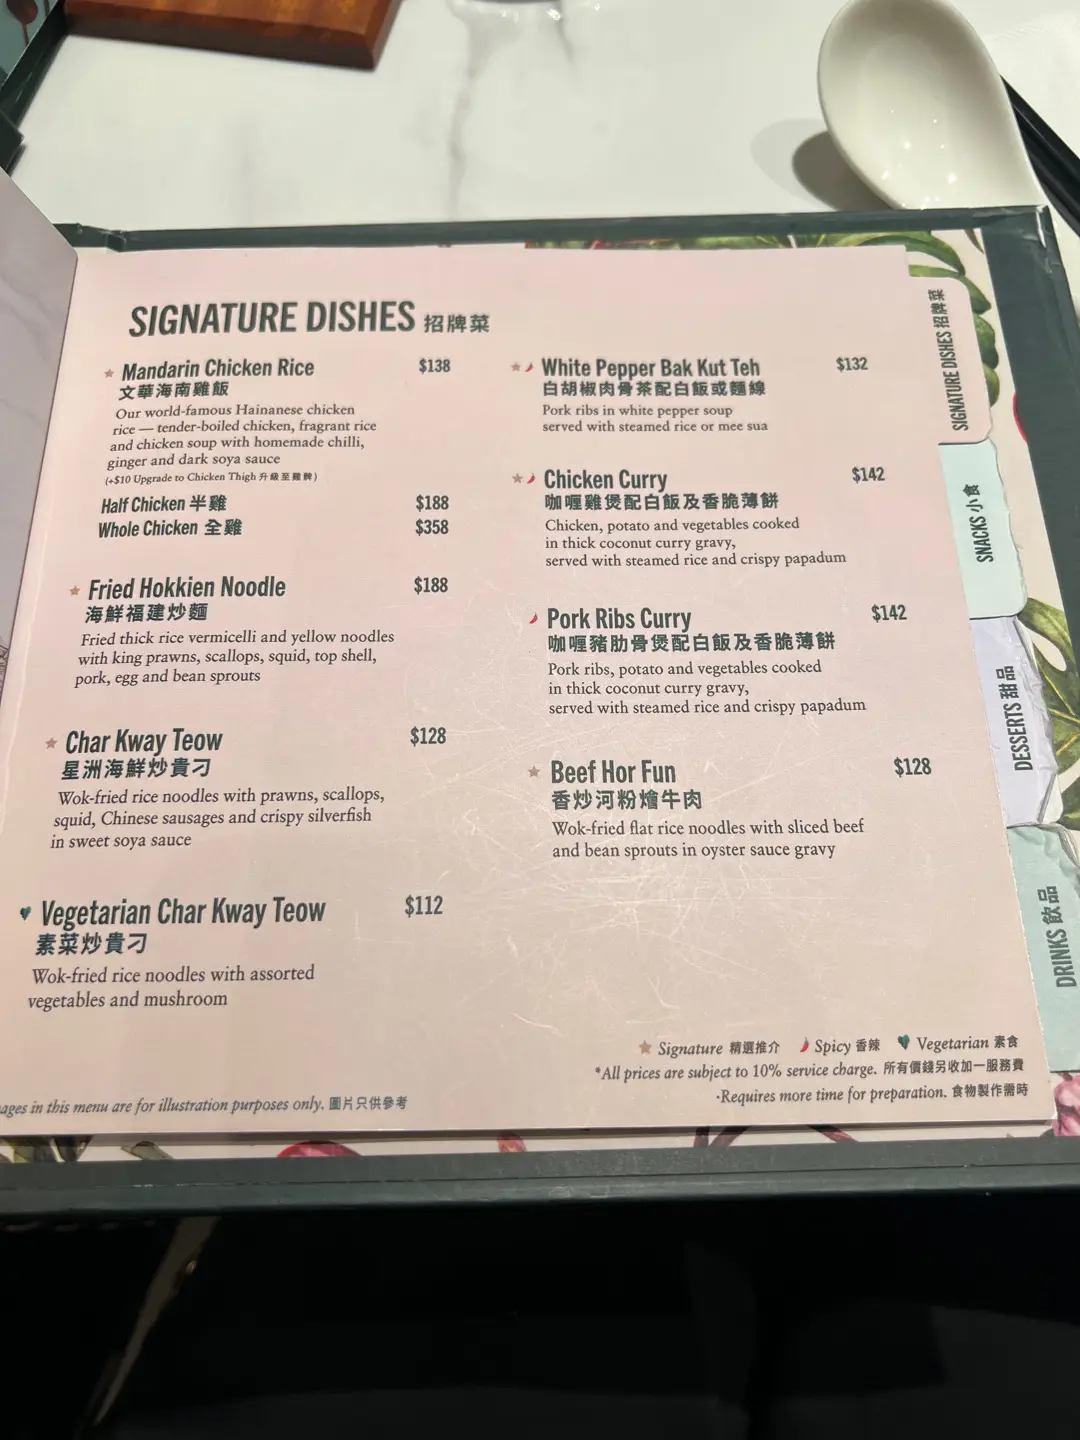 SIGNATURE DISHES 招牌菜
Mandarin Chicken Rice $138
文華海南雞飯
Our world-famous Hainanese chicken
rice — tender-boiled chicken, fragrant rice
and chicken soup with homemade chilli,
ginger and dark soya sauce
(+$10 Upgrade to Chicken Thigh 升級至雞髀)
Half Chicken 半雞 $188
Whole Chicken 全雞 $358
Fried Hokkien Noodle $188
海鮮福建炒麵
Fried thick rice vermicelli and yellow noodles
with king prawns, scallops, squid, top shell,
pork, egg and bean sprouts
Char Kway Teow $128
星洲海鮮炒貴刁
Wok-fried rice noodles with prawns, scallops,
squid, Chinese sausages and crispy silverfish
in sweet soya sauce
Vegetarian Char Kway Teow $112
素菜炒貴刁
Wok-fried rice noodles with assorted
vegetables and mushroom
White Pepper Bak Kut Teh $132
白胡椒肉骨茶配白飯或麵線
Pork ribs in white pepper soup
served with steamed rice or mee sua
Chicken Curry $142
咖喱雞煲配白飯及香脆薄餅
Chicken, potato and vegetables cooked
in thick coconut curry gravy,
served with steamed rice and crispy papadum
Pork Ribs Curry $142
咖喱豬肋骨煲配白飯及香脆薄餅
Pork ribs, potato and vegetables cooked
in thick coconut curry gravy,
served with steamed rice and crispy papadum
Beef Hor Fun $128
香炒河粉燴牛肉
Wok-fried flat rice noodles with sliced beef
and bean sprouts in oyster sauce gravy
Signature 精選推介 Spicy 香辣 Vegetarian 素食
*All prices are subject to 10% service charge. 所有價錢另收加一服務費
·Requires more time for preparation. 食物製作需時
ages in this menu are for illustration purposes only. 圖片只供參考
SIGNATURE DISHES 招牌菜
SNACKS 小食
DESSERTS 甜品
DRINKS 飲品